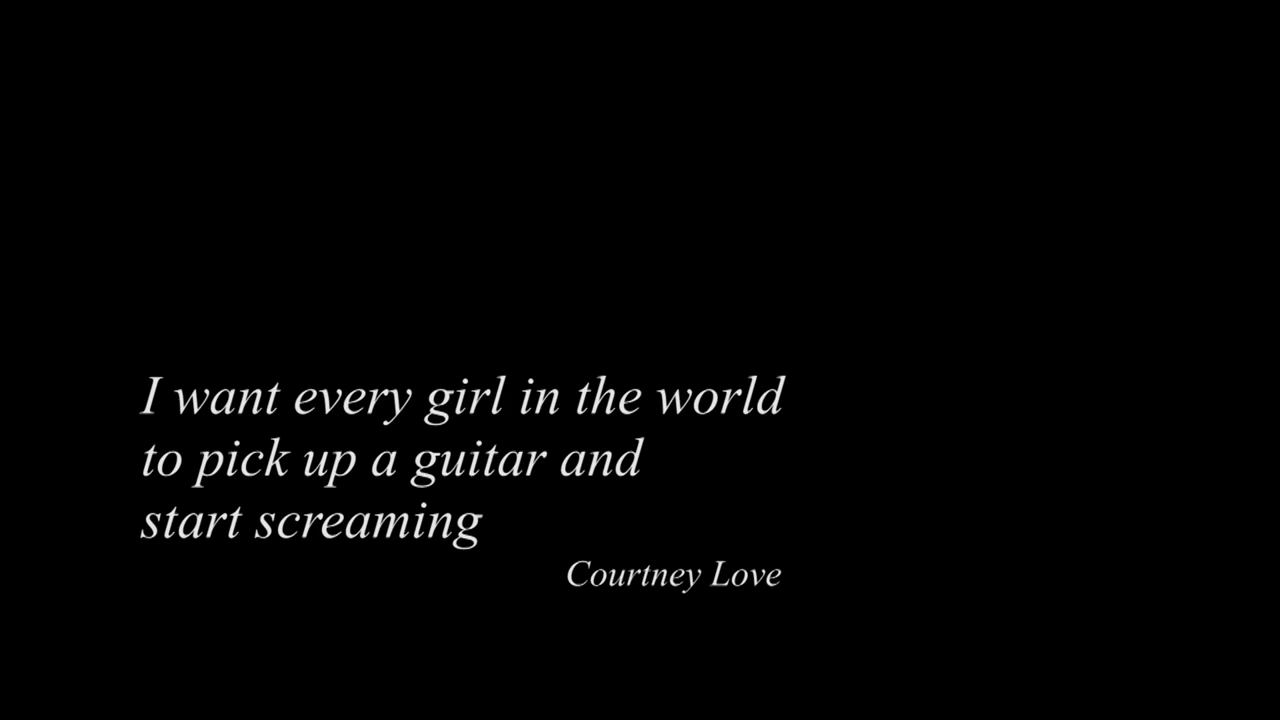 I want every girl in the world
to pick up a guitar and
start screaming
Courtney Love